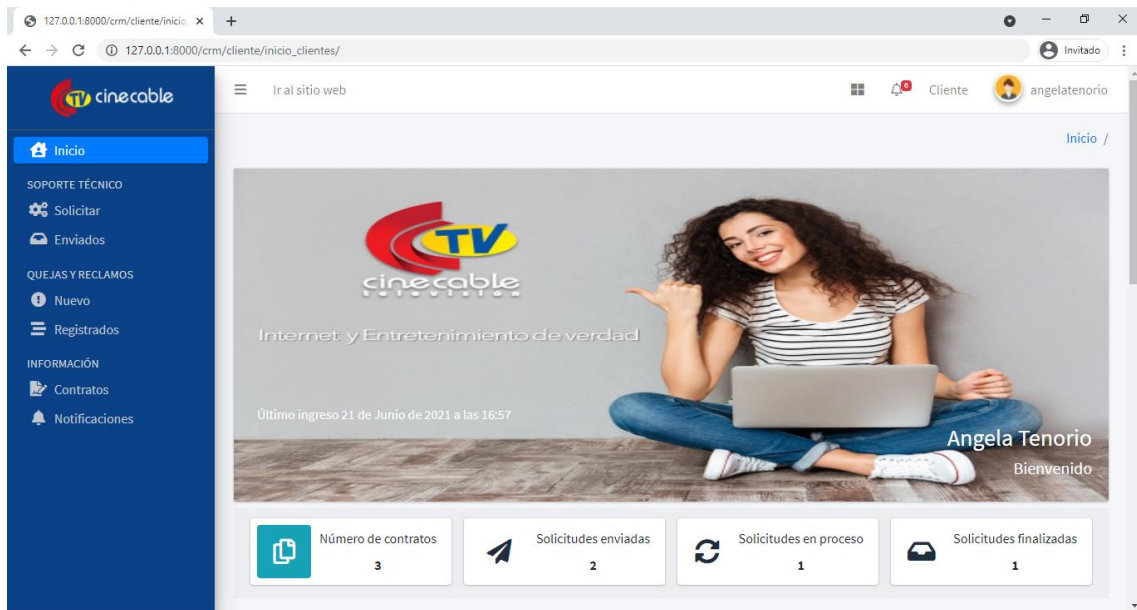 127.0.0.1:8000/crm/cliente/inicio
127.0.0.1:8000/crm/cliente/inicio_clientes/
Invitado
TV cinecable
Ir al sitio web
6
Cliente
angelatenorio
Inicio
SOPORTE TÉCNICO
Solicitar
Enviados
QUEJAS Y RECLAMOS
Nuevo
Registrados
INFORMACIÓN
Contratos
Notificaciones
Inicio /
TV
cinecable
televisión
Internet y Entretenimiento de verdad
Último ingreso 21 de Junio de 2021 a las 16:57
Angela Tenorio
Bienvenido
Número de contratos
3
Solicitudes enviadas
2
Solicitudes en proceso
1
Solicitudes finalizadas
1